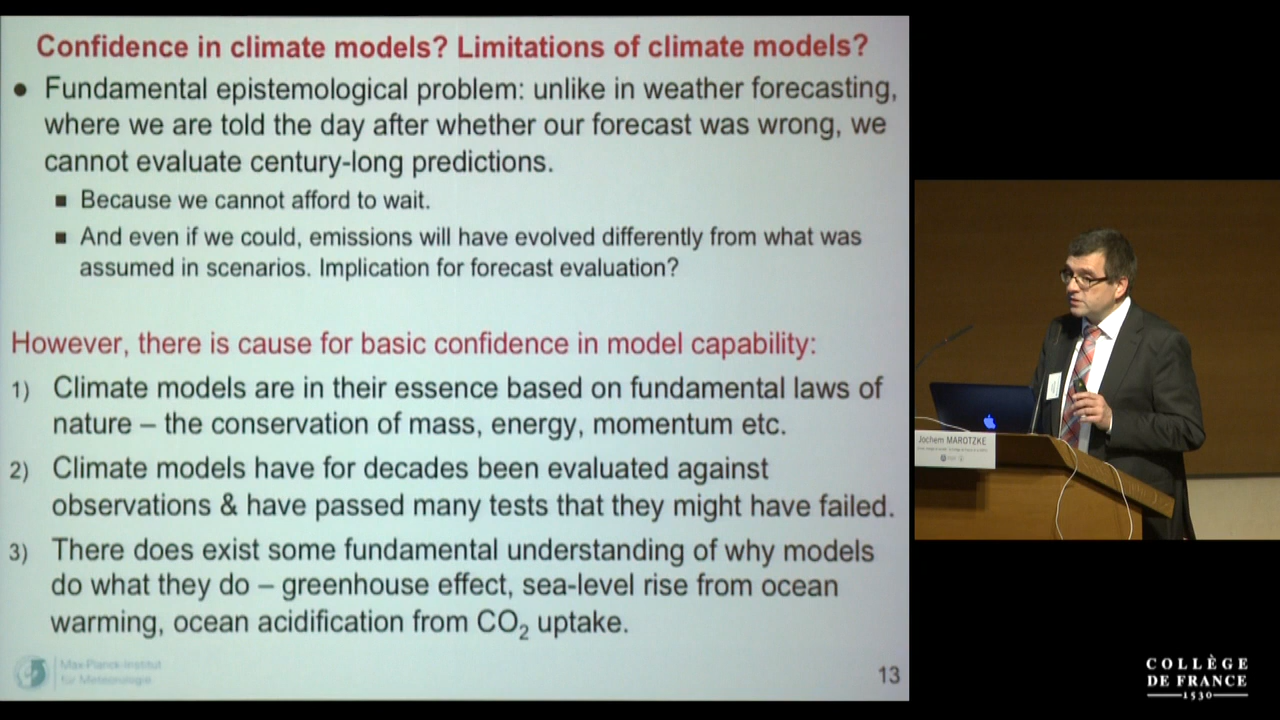 Confidence in climate models? Limitations of climate models?
● Fundamental epistemological problem: unlike in weather forecasting,
where we are told the day after whether our forecast was wrong, we
cannot evaluate century-long predictions.
■ Because we cannot afford to wait.
■ And even if we could, emissions will have evolved differently from what was
assumed in scenarios. Implication for forecast evaluation?
However, there is cause for basic confidence in model capability:
1) Climate models are in their essence based on fundamental laws of
nature – the conservation of mass, energy, momentum etc.
2) Climate models have for decades been evaluated against
observations & have passed many tests that they might have failed.
3) There does exist some fundamental understanding of why models
do what they do – greenhouse effect, sea-level rise from ocean
warming, ocean acidification from CO₂ uptake.
Max-Planck-Institut
für Meteorologie
13
Jochem MAROTZKE
COLLÈGE
DE FRANCE
1530